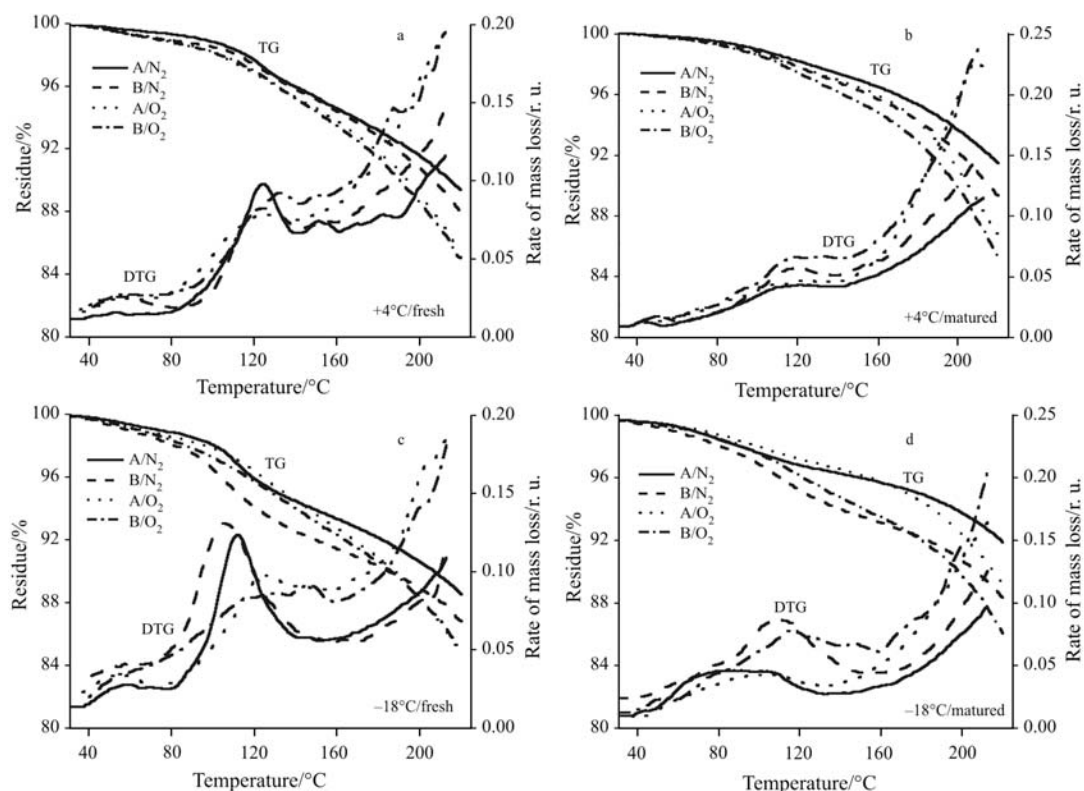 100
96
92
88
84
80
Residue/%
TG
a
A/N₂
B/N₂
A/O₂
B/O₂
DTG
+4°C/fresh
0.20
0.15
0.10
0.05
0.00
Rate of mass loss/r. u.
40 80 120 160 200
Temperature/°C
100
96
92
88
84
80
Residue/%
b
TG
A/N₂
B/N₂
A/O₂
B/O₂
DTG
+4°C/matured
0.25
0.20
0.15
0.10
0.05
0.00
Rate of mass loss/r. u.
40 80 120 160 200
Temperature/°C
100
96
92
88
84
80
Residue/%
c
TG
A/N₂
B/N₂
A/O₂
B/O₂
DTG
–18°C/fresh
0.20
0.15
0.10
0.05
0.00
Rate of mass loss/r. u.
40 80 120 160 200
Temperature/°C
100
96
92
88
84
80
Residue/%
d
TG
A/N₂
B/N₂
A/O₂
B/O₂
DTG
–18°C/matured
0.25
0.20
0.15
0.10
0.05
0.00
Rate of mass loss/r. u.
40 80 120 160 200
Temperature/°C